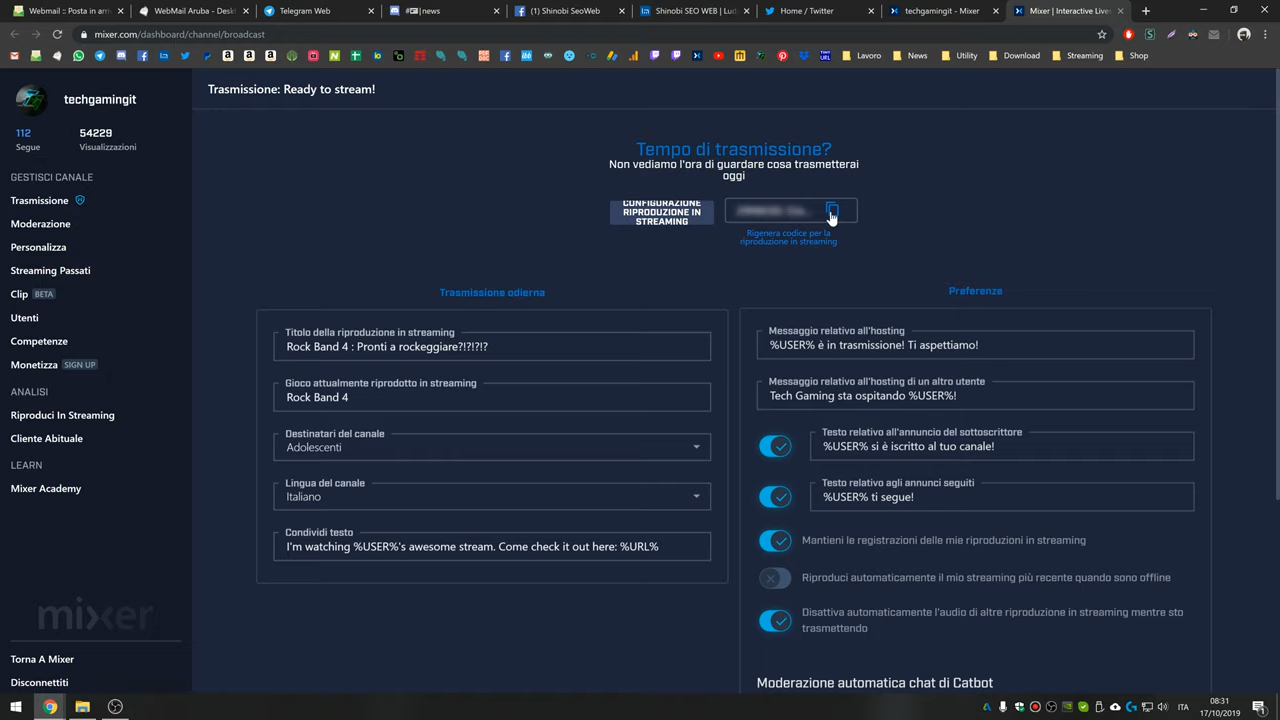 Webmail :: Posta in arriv
WebMail Aruba - Deskt
Telegram Web
#news
(1) Shinobi SeoWeb
Shinobi SEO WEB | Lud
Home / Twitter
techgamingit - Mixer
Mixer | Interactive Lives
mixer.com/dashboard/channel/broadcast
Lavoro
News
Utility
Download
Streaming
Shop
techgamingit
112
54229
Segue
Visualizzazioni
GESTISCI CANALE
Trasmissione
Moderazione
Personalizza
Streaming Passati
Clip BETA
Utenti
Competenze
Monetizza SIGN UP
ANALISI
Riproduci In Streaming
Cliente Abituale
LEARN
Mixer Academy
mixer
Torna A Mixer
Disconnettiti
Trasmissione: Ready to stream!
Tempo di trasmissione?
Non vediamo l'ora di guardare cosa trasmetterai
oggi
CONFIGURAZIONE
RIPRODUZIONE IN
STREAMING
Rigenera codice per la
riproduzione in streaming
Trasmissione odierna
Titolo della riproduzione in streaming
Rock Band 4 : Pronti a rockeggiare?!?!?!?
Gioco attualmente riprodotto in streaming
Rock Band 4
Destinatari del canale
Adolescenti
Lingua del canale
Italiano
Condividi testo
I'm watching %USER%'s awesome stream. Come check it out here: %URL%
Preferenze
Messaggio relativo all'hosting
%USER% è in trasmissione! Ti aspettiamo!
Messaggio relativo all'hosting di un altro utente
Tech Gaming sta ospitando %USER%!
Testo relativo all'annuncio del sottoscrittore
%USER% si è iscritto al tuo canale!
Testo relativo agli annunci seguiti
%USER% ti segue!
Mantieni le registrazioni delle mie riproduzioni in streaming
Riproduci automaticamente il mio streaming più recente quando sono offline
Disattiva automaticamente l'audio di altre riproduzione in streaming mentre sto
trasmettendo
Moderazione automatica chat di Catbot
ITA
08:31
17/10/2019